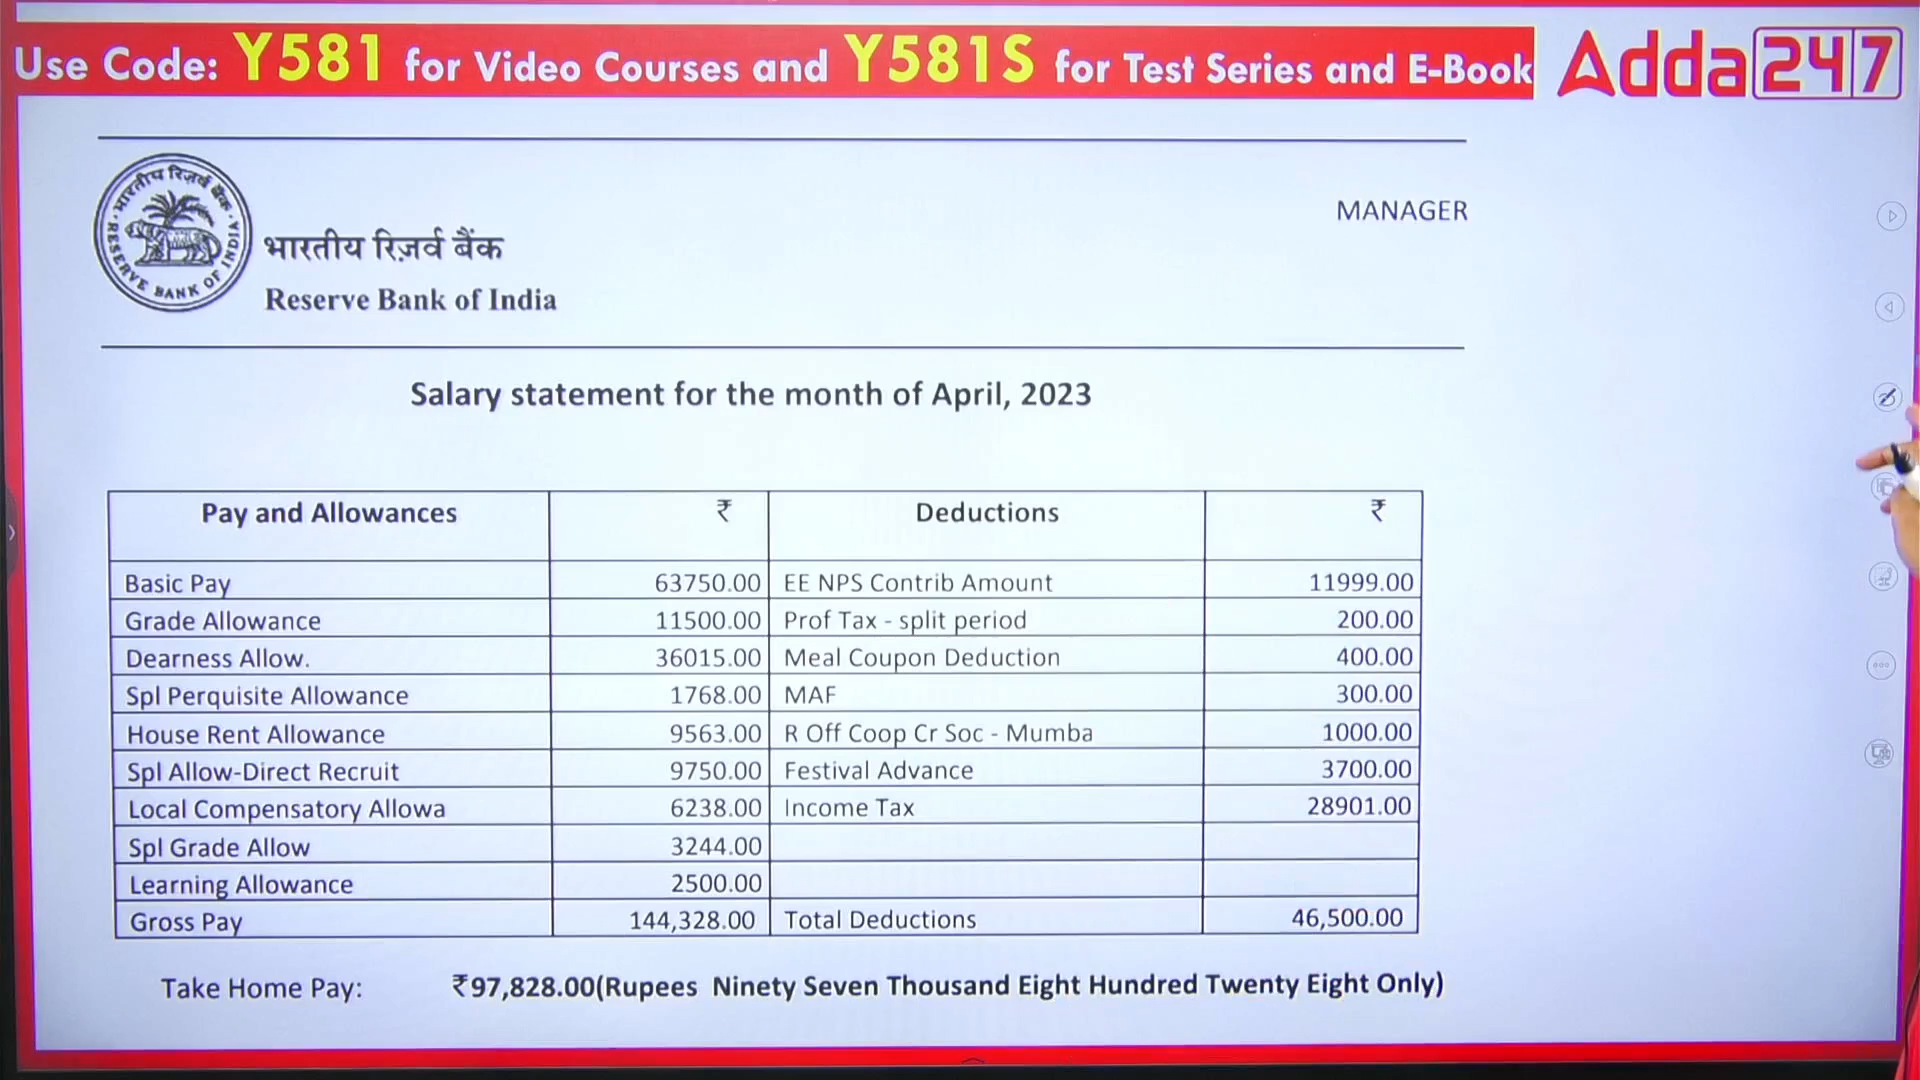 Use Code: Y581 for Video Courses and Y581S for Test Series and E-Book
Adda247
भारतीय रिज़र्व बैंक
RESERVE BANK OF INDIA
MANAGER
भारतीय रिज़र्व बैंक
Reserve Bank of India
Salary statement for the month of April, 2023
Pay and Allowances ₹ Deductions ₹
Basic Pay 63750.00 EE NPS Contrib Amount 11999.00
Grade Allowance 11500.00 Prof Tax - split period 200.00
Dearness Allow. 36015.00 Meal Coupon Deduction 400.00
Spl Perquisite Allowance 1768.00 MAF 300.00
House Rent Allowance 9563.00 R Off Coop Cr Soc - Mumba 1000.00
Spl Allow-Direct Recruit 9750.00 Festival Advance 3700.00
Local Compensatory Allowa 6238.00 Income Tax 28901.00
Spl Grade Allow 3244.00
Learning Allowance 2500.00
Gross Pay 144,328.00 Total Deductions 46,500.00
Take Home Pay: ₹97,828.00(Rupees Ninety Seven Thousand Eight Hundred Twenty Eight Only)